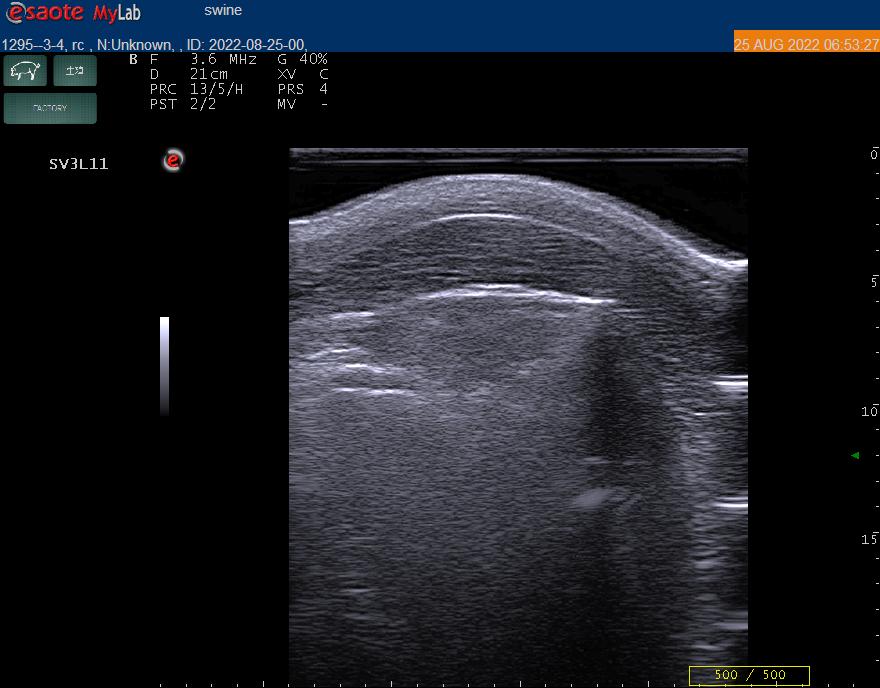 esaote MyLab
swine
1295--3-4, rc , N:Unknown, , ID: 2022-08-25-00,
25 AUG 2022 06:53:27
B F 3.6 MHz G 40%
D 21cm XV C
PRC 13/5/H PRS 4
PST 2/2 MV -
FACTORY
SV3L11
e
0
5
10
15
500 / 500